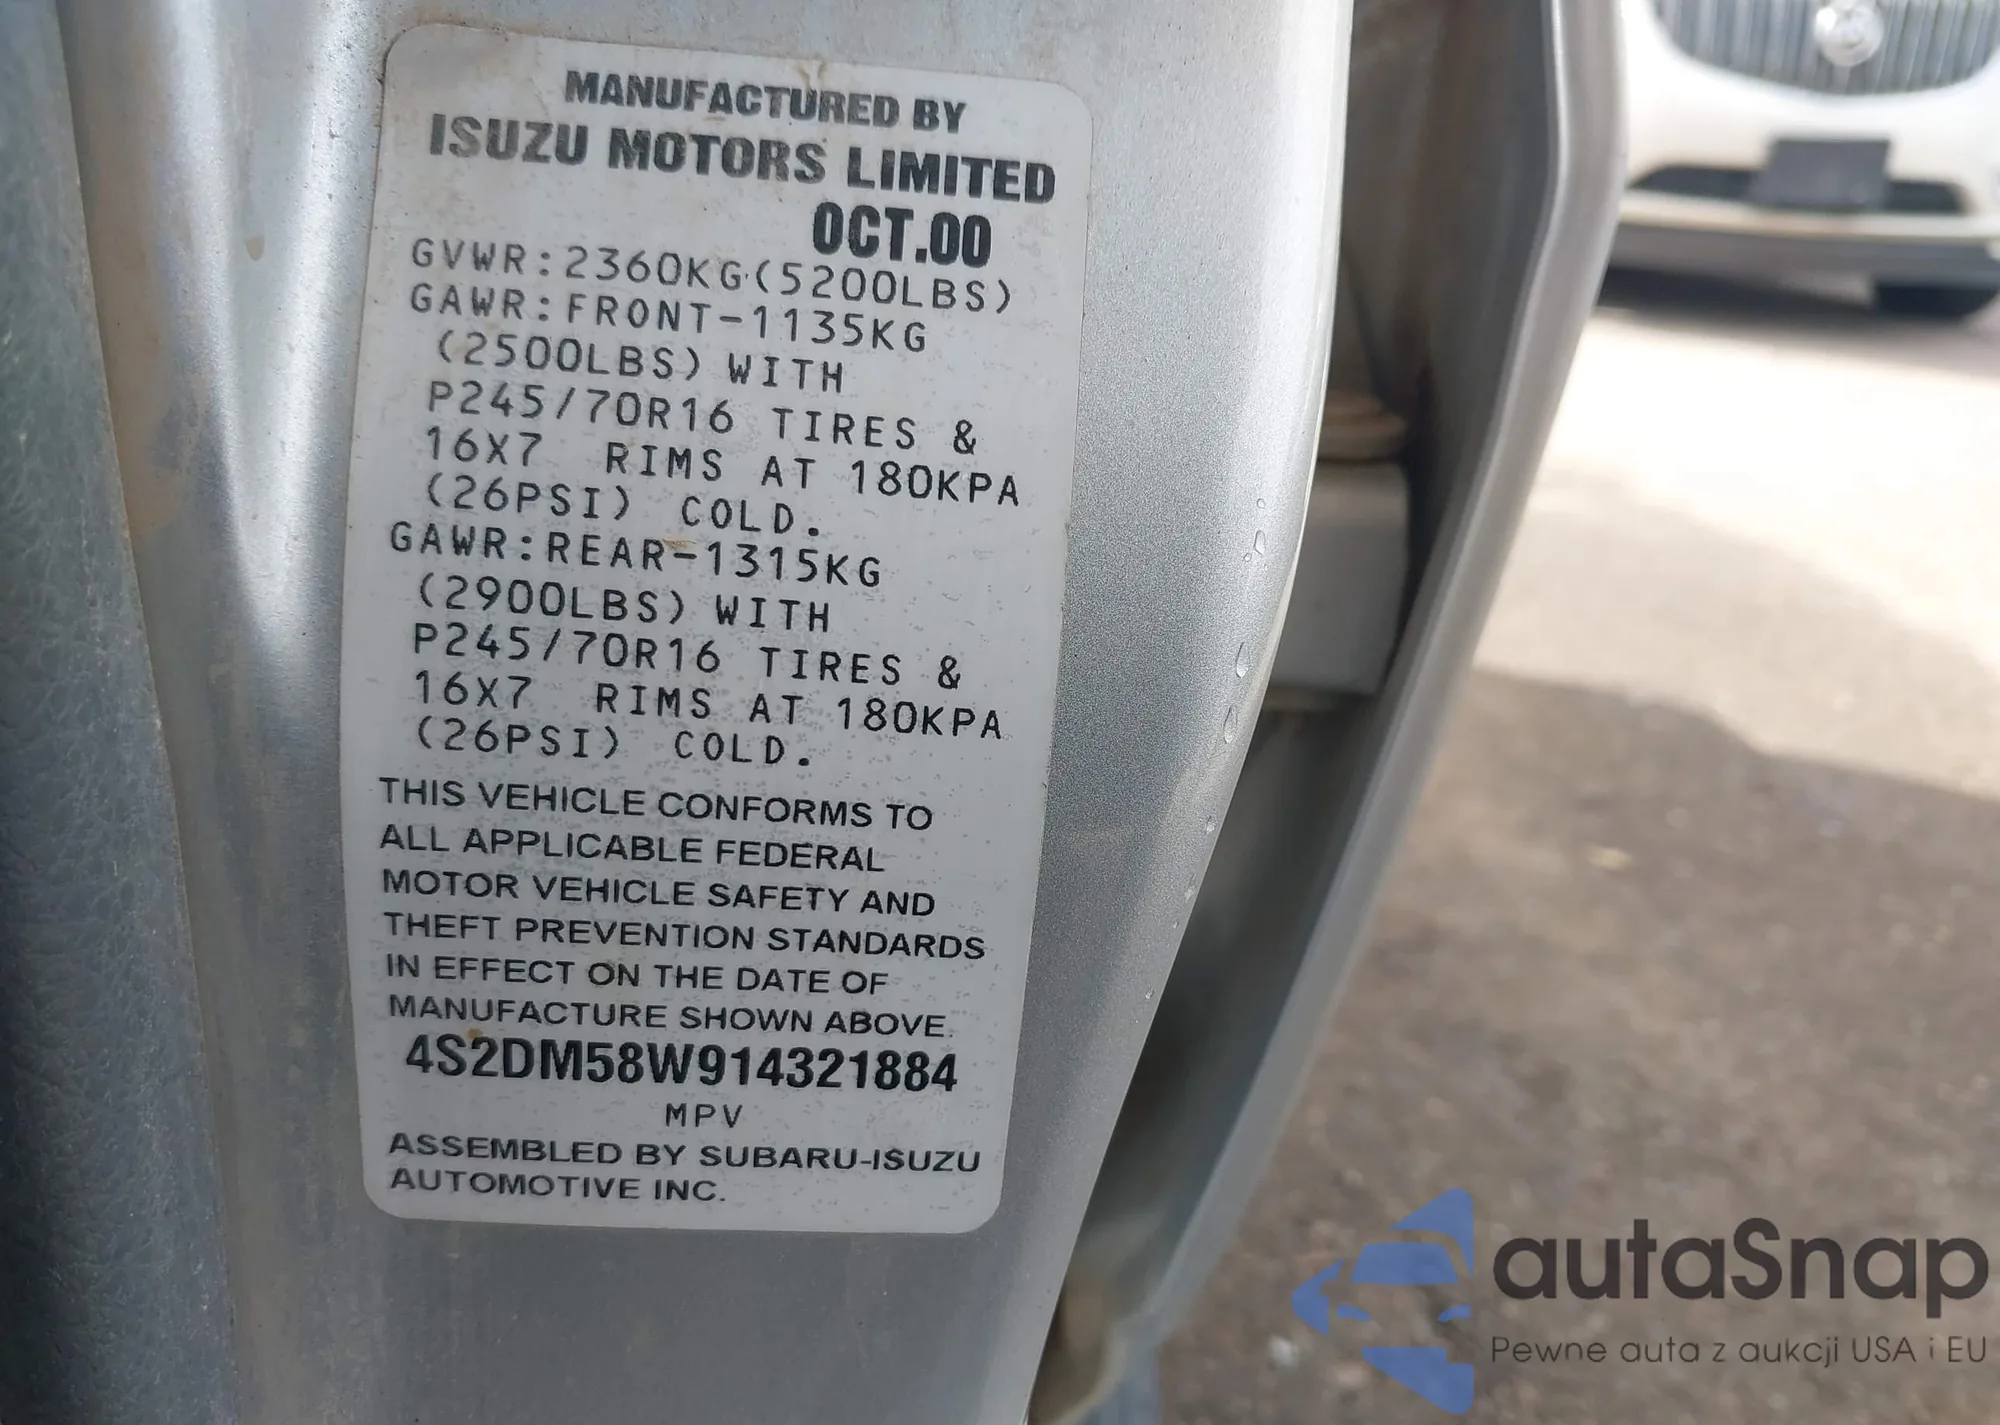 MANUFACTURED BY
ISUZU MOTORS LIMITED
OCT.00
GVWR:2360KG(5200LBS)
GAWR:FRONT-1135KG
(2500LBS) WITH
P245/70R16 TIRES &
16X7 RIMS AT 180KPA
(26PSI) COLD.
GAWR:REAR-1315KG
(2900LBS) WITH
P245/70R16 TIRES &
16X7 RIMS AT 180KPA
(26PSI) COLD.
THIS VEHICLE CONFORMS TO
ALL APPLICABLE FEDERAL
MOTOR VEHICLE SAFETY AND
THEFT PREVENTION STANDARDS
IN EFFECT ON THE DATE OF
MANUFACTURE SHOWN ABOVE.
4S2DM58W914321884
MPV
ASSEMBLED BY SUBARU-ISUZU
AUTOMOTIVE INC.
autaSnap
Pewne auta z aukcji USA i EU